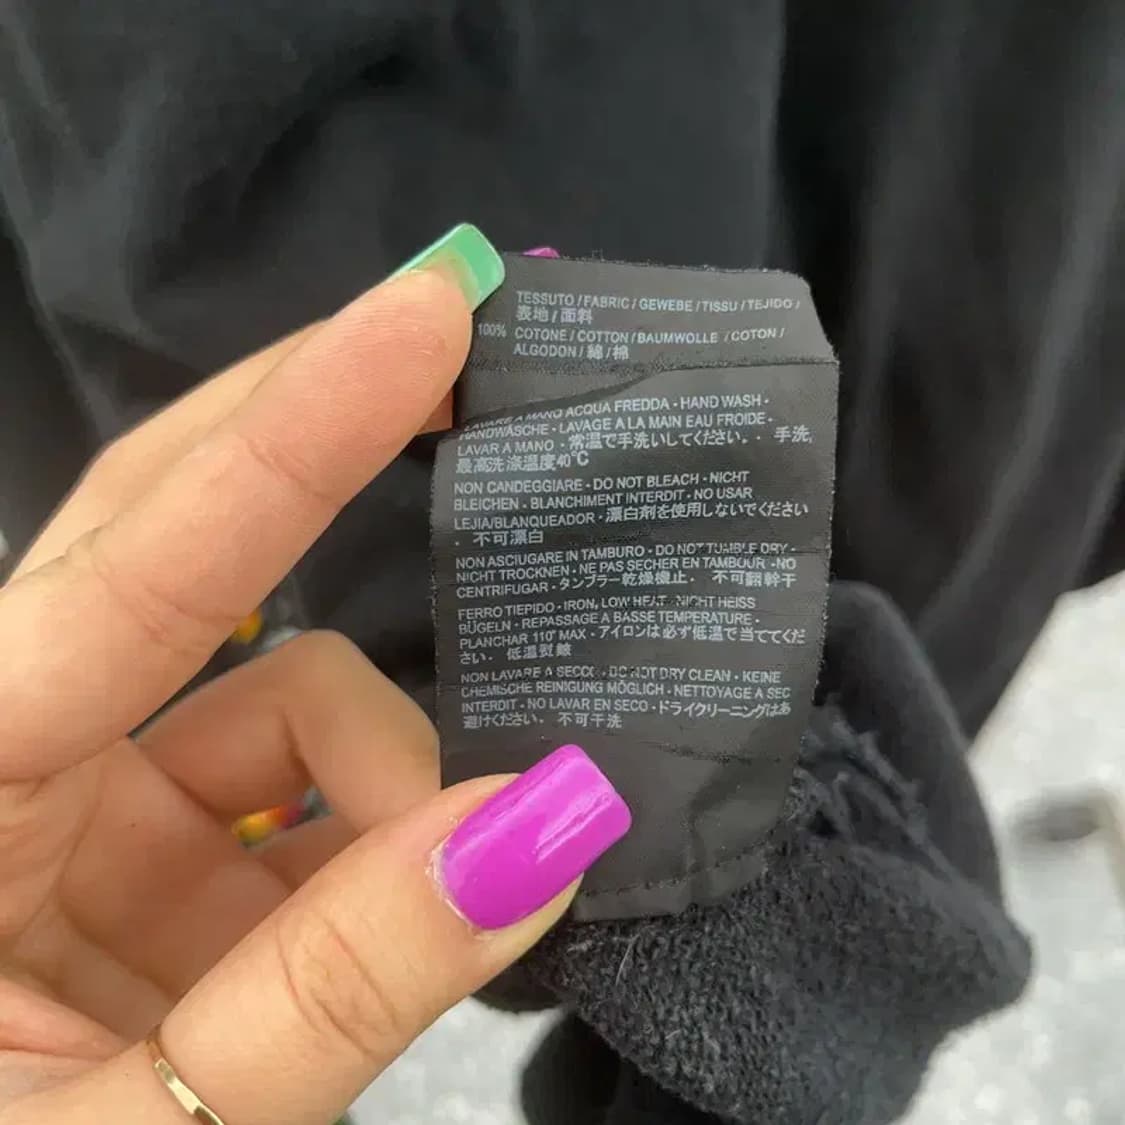 TESSUTO / FABRIC / GEWEBE / TISSU / TEJIDO /
表地 / 面料
100% COTONE / COTTON / BAUMWOLLE / COTON /
ALGODON / 綿 / 棉
LAVARE A MANO ACQUA FREDDA - HAND WASH -
HANDWÄSCHE - LAVAGE A LA MAIN EAU FROIDE -
LAVAR A MANO - 常温で手洗いしてください. . 手洗,
最高洗涤温度40°C
NON CANDEGGIARE - DO NOT BLEACH - NICHT
BLEICHEN - BLANCHIMENT INTERDIT - NO USAR
LEJIA/BLANQUEADOR - 漂白剤を使用しないでください
. 不可漂白
NON ASCIUGARE IN TAMBURO - DO NOT TUMBLE DRY -
NICHT TROCKNEN - NE PAS SECHER EN TAMBOUR - NO
CENTRIFUGAR - タンブラー乾燥機止. 不可翻幹干
FERRO TIEPIDO - IRON, LOW HEAT - NICHT HEISS
BÜGELN - REPASSAGE A BASSE TEMPERATURE -
PLANCHAR 110° MAX - アイロンは必ず低温で当ててくだ
さい. 低温熨
NON LAVARE A SECCO - DO NOT DRY CLEAN - KEINE
CHEMISCHE REINIGUNG MÖGLICH - NETTOYAGE A SEC
INTERDIT - NO LAVAR EN SECO - ドライクリーニングはあ
避けください. 不可干洗